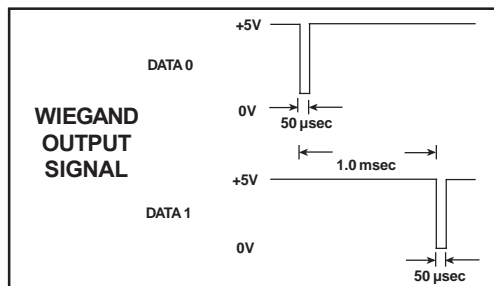 +5V
DATA 0
0V
50 µsec
WIEGAND
OUTPUT
SIGNAL
1.0 msec
+5V
DATA 1
0V
50 µsec